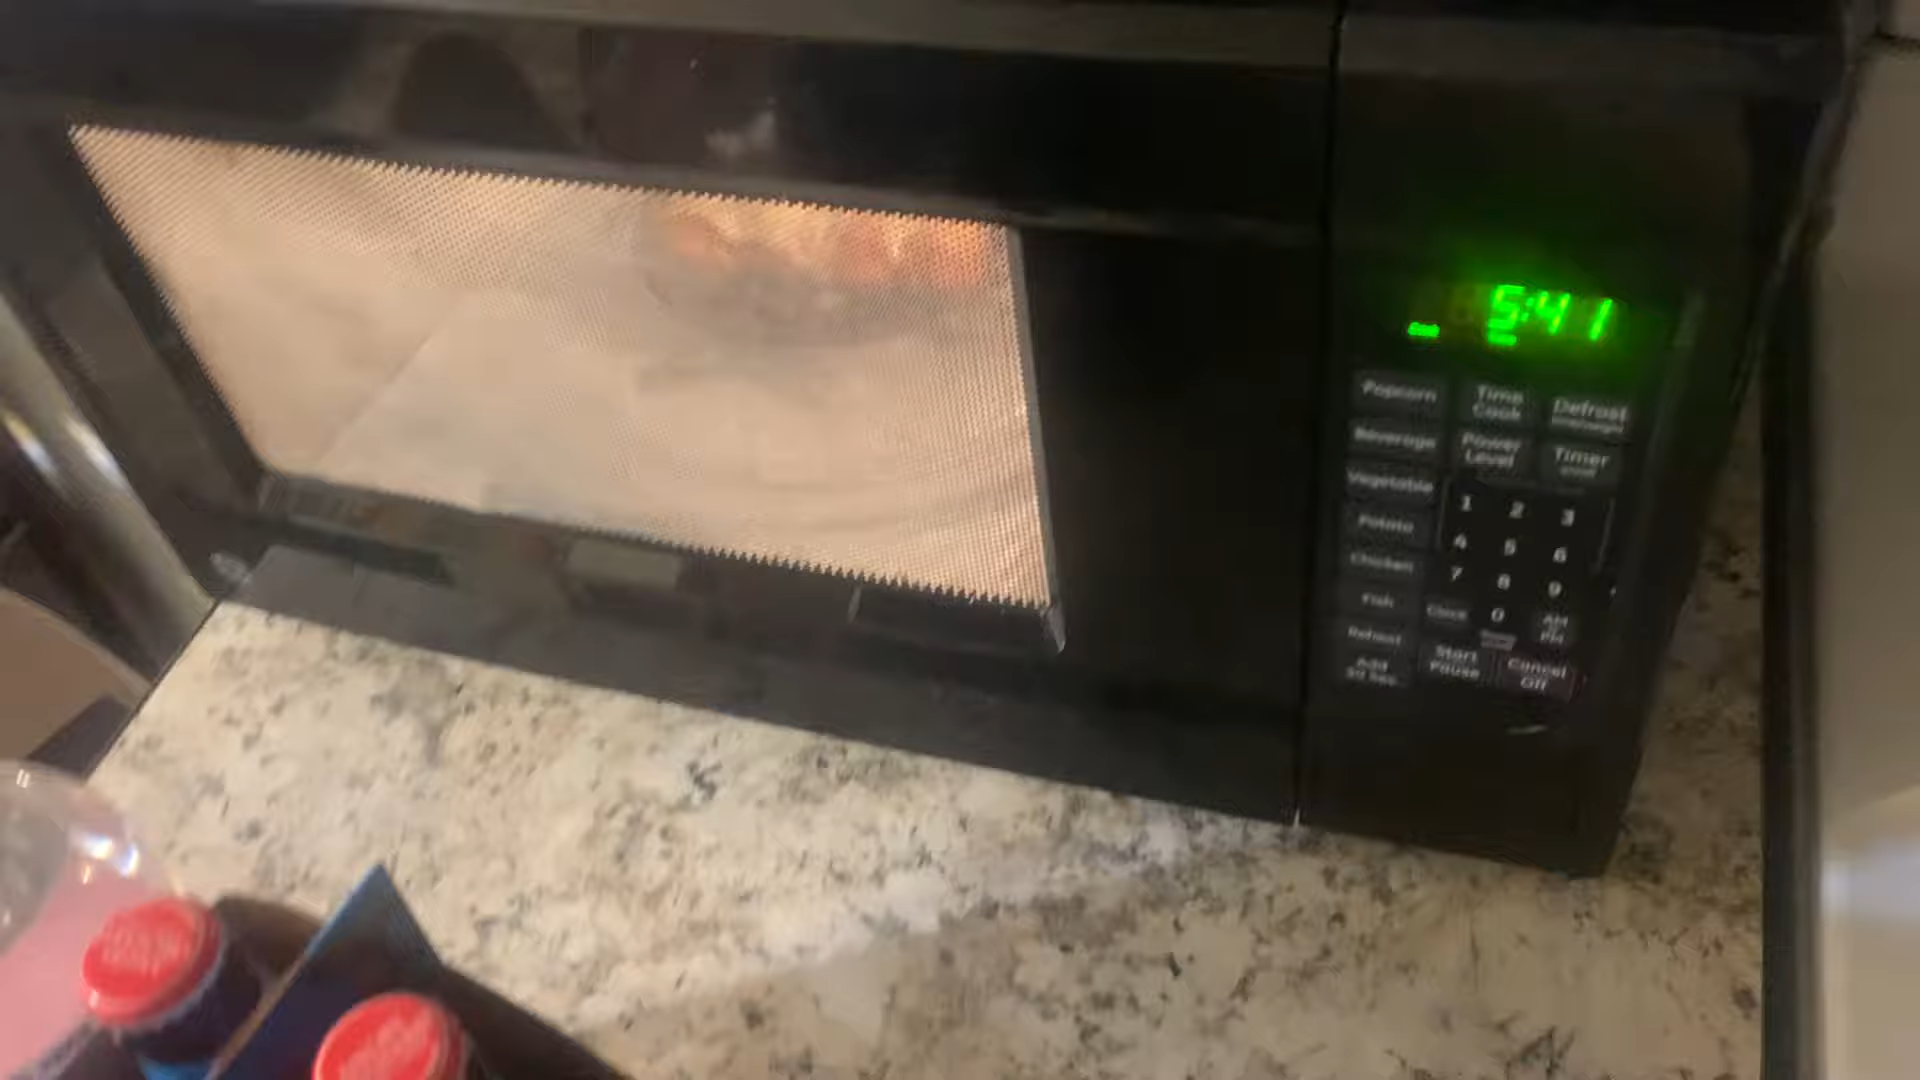 5:41
Popcorn
Time Cook
Defrost
Beverage
Power Level
Timer
Vegetable
1 2 3
Potato
4 5 6
Chicken
7 8 9
Fish
Clock
0
AM
PM
Reheat
Add 30 Sec.
Start Pause
Cancel Off